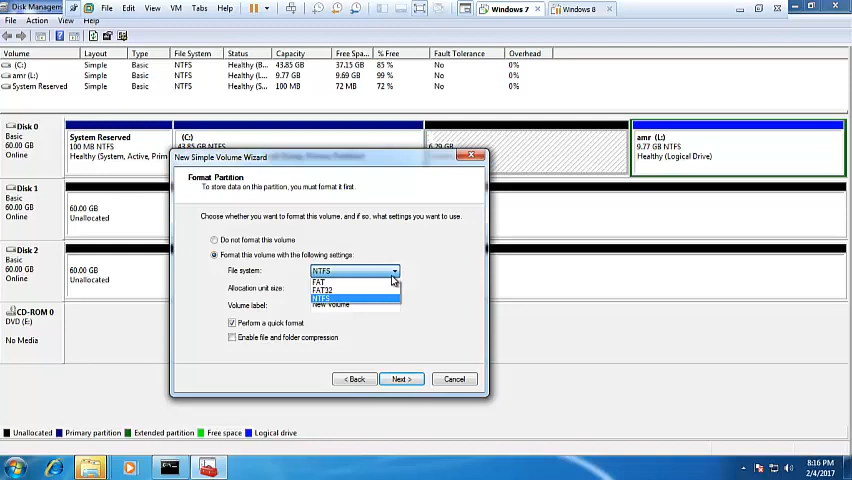 Disk Managem File Edit View VM Tabs Help Windows 7 Windows 8
File Action View Help
Volume Layout Type File System Status Capacity Free Spa... % Free Fault Tolerance Overhead
(C:) Simple Basic NTFS Healthy (B... 43.85 GB 37.15 GB 85 % No 0%
amr (L:) Simple Basic NTFS Healthy (L... 9.77 GB 9.69 GB 99 % No 0%
System Reserved Simple Basic NTFS Healthy (S... 100 MB 72 MB 72 % No 0%
Disk 0
Basic
60.00 GB
Online
System Reserved
100 MB NTFS
Healthy (System, Active, Prim
(C:)
43.85 GB NTFS
6.29 GB
amr (L:)
9.77 GB NTFS
Healthy (Logical Drive)
New Simple Volume Wizard
Format Partition
To store data on this partition, you must format it first.
Choose whether you want to format this volume, and if so, what settings you want to use.
Do not format this volume
Format this volume with the following settings:
File system: NTFS
FAT
FAT32
NTFS
Allocation unit size:
Volume label: New Volume
Perform a quick format
Enable file and folder compression
< Back Next > Cancel
Disk 1
Basic
60.00 GB
Online
60.00 GB
Unallocated
Disk 2
Basic
60.00 GB
Online
60.00 GB
Unallocated
CD-ROM 0
DVD (E:)
No Media
Unallocated Primary partition Extended partition Free space Logical drive
8:16 PM
2/4/2017